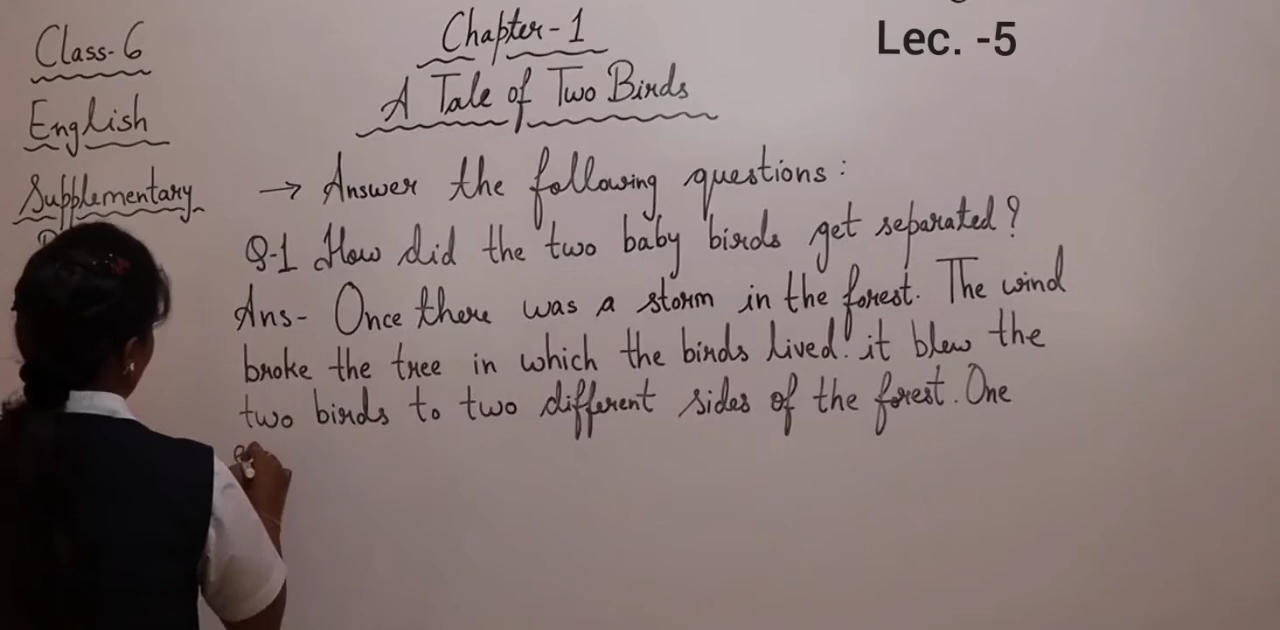 Class-6
English
Supplementary
Chapter-1
A Tale of Two Birds
Lec. -5
→ Answer the following questions:
Q-1 How did the two baby birds get separated?
Ans- Once there was a storm in the forest. The wind
broke the tree in which the birds lived. it blew the
two birds to two different sides of the forest. One